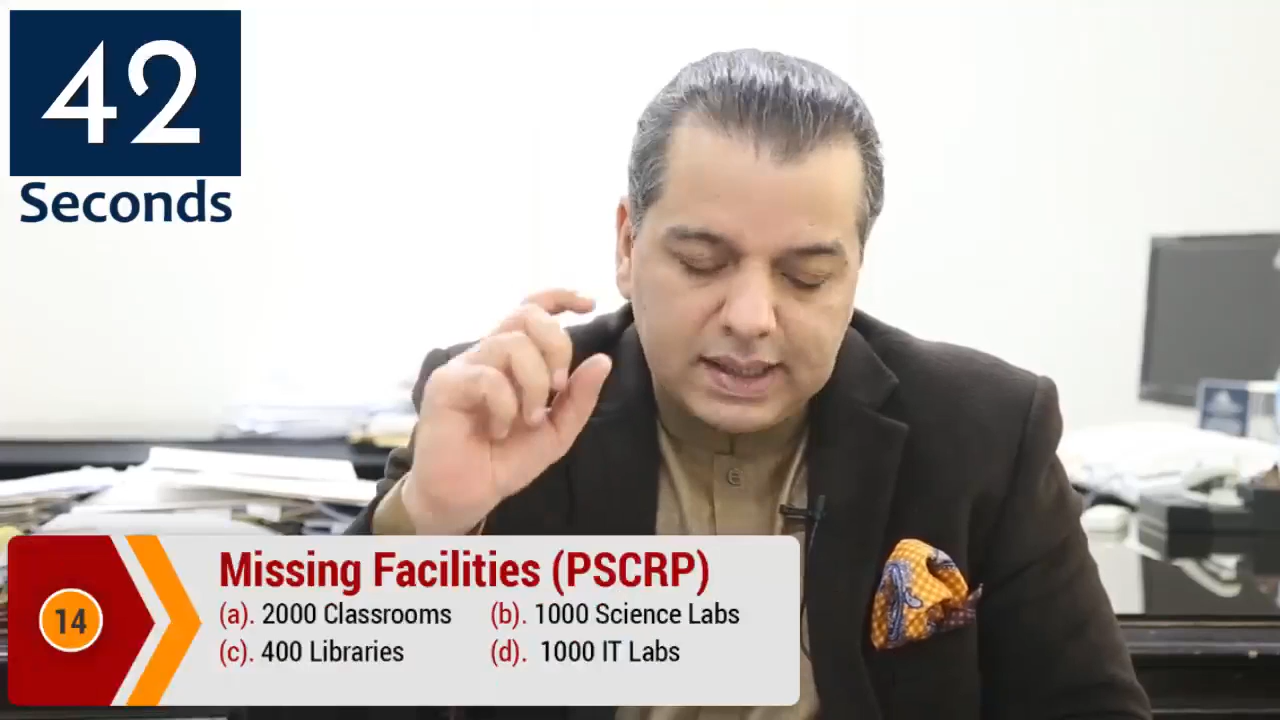 42
Seconds
14
Missing Facilities (PSCRP)
(a). 2000 Classrooms (b). 1000 Science Labs
(c). 400 Libraries (d). 1000 IT Labs